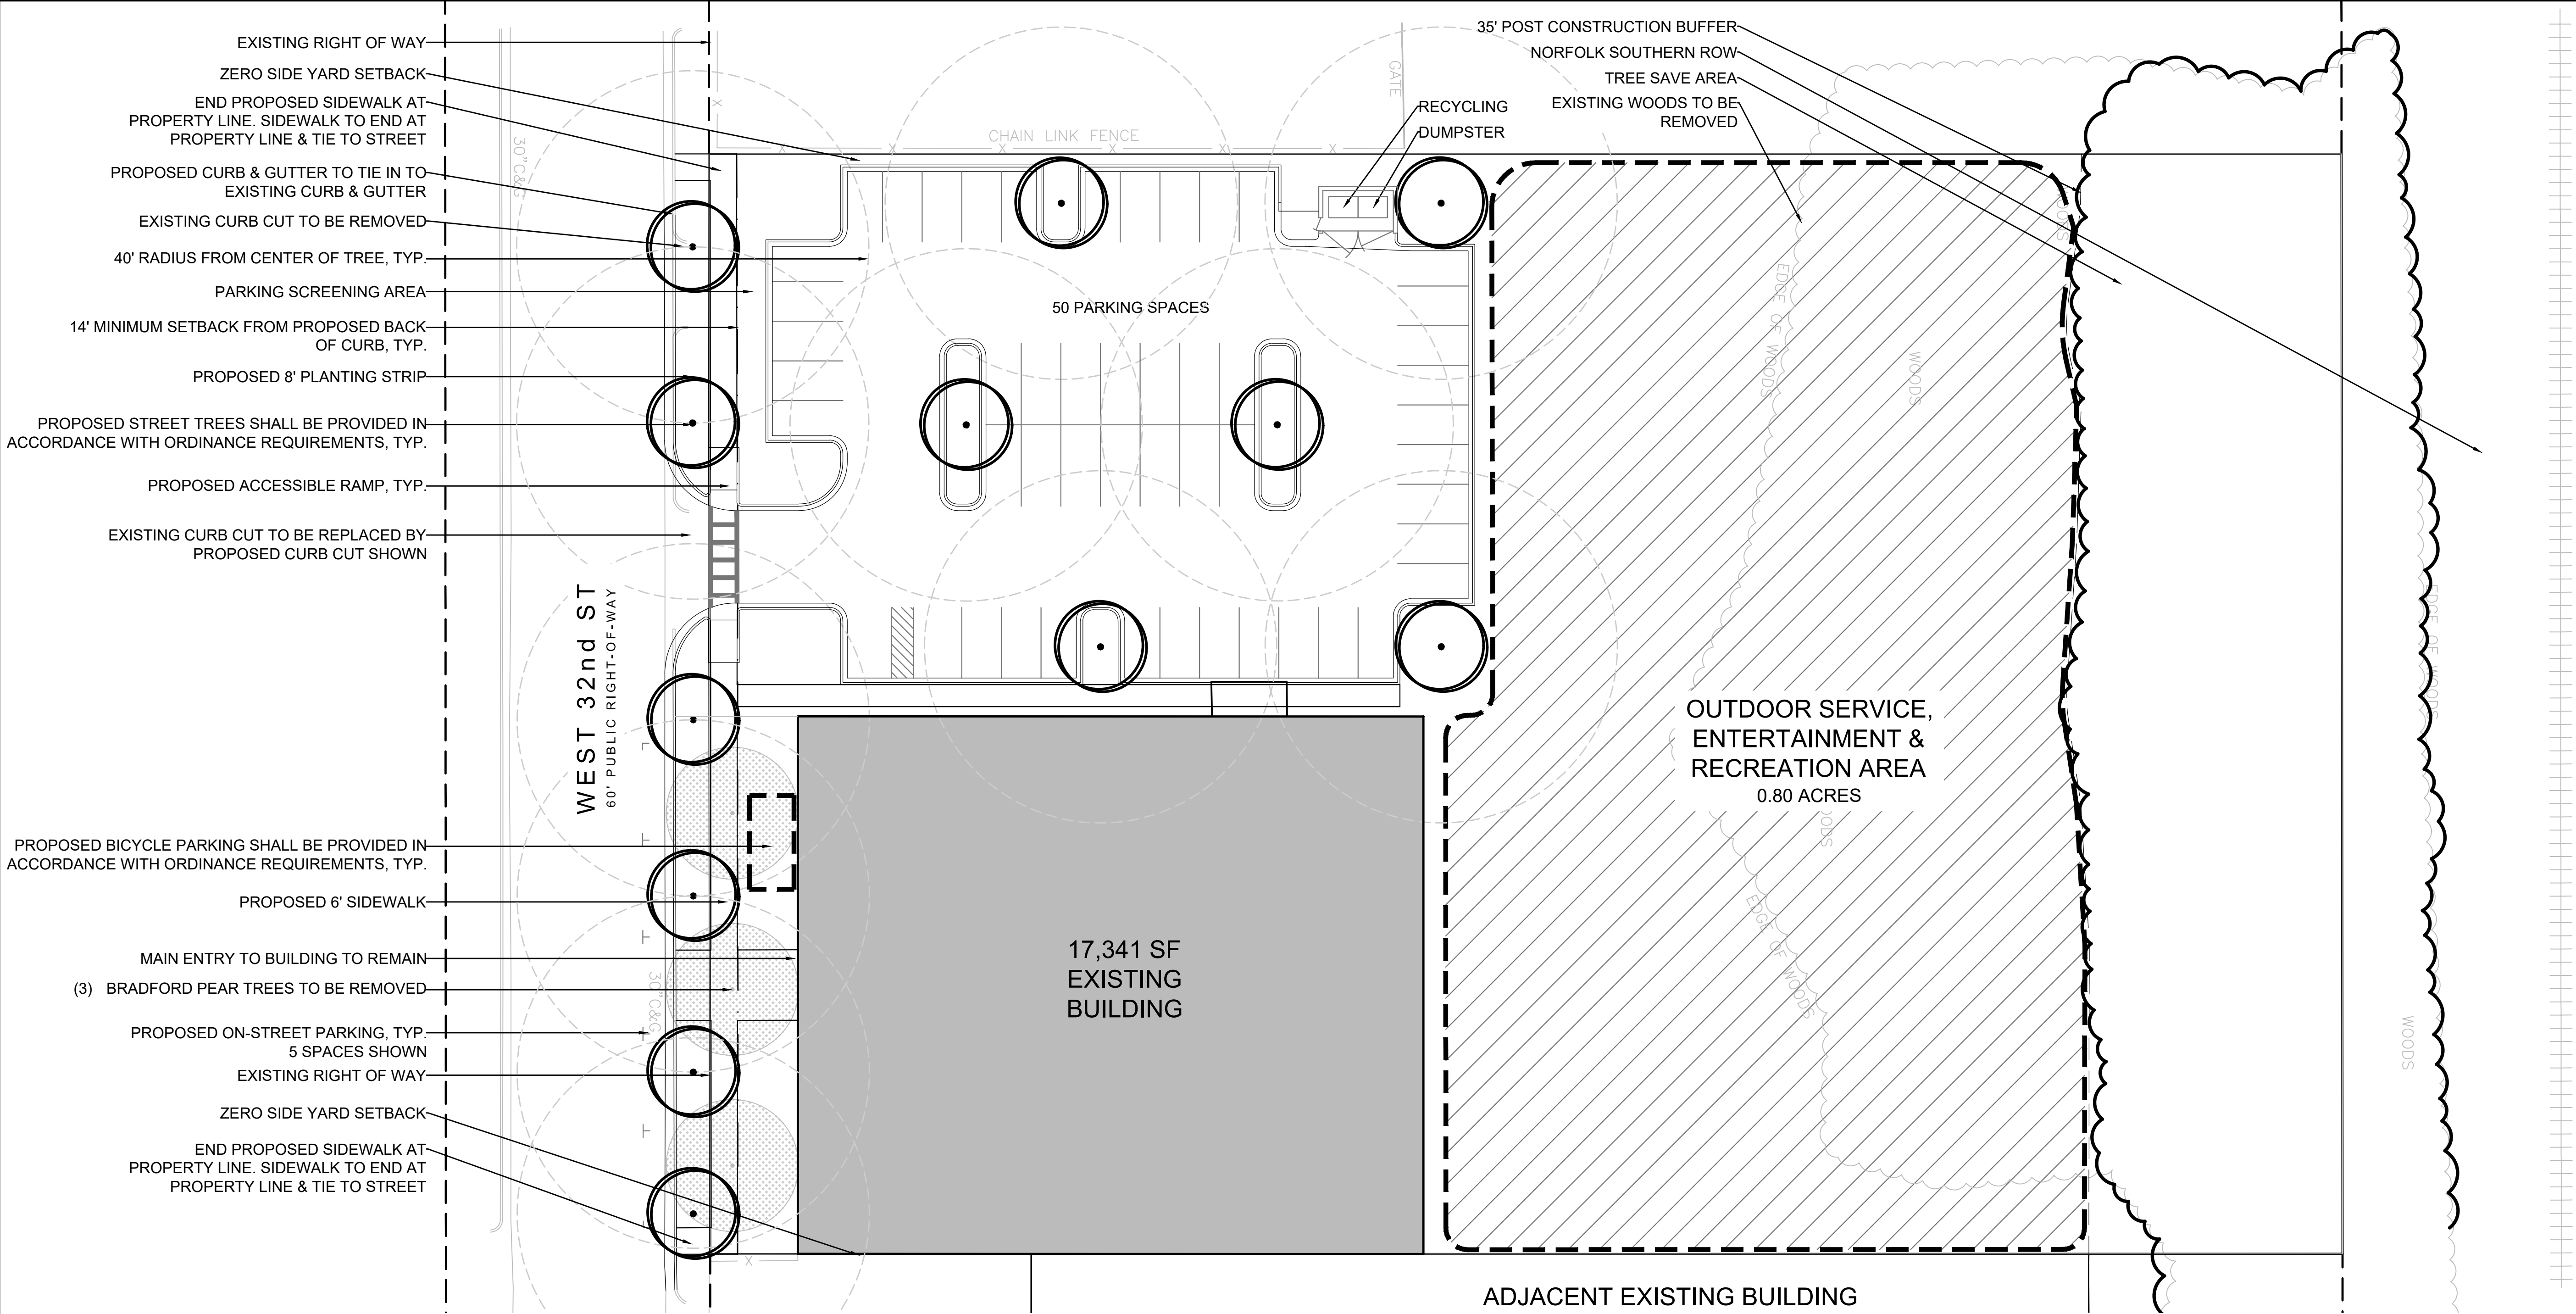 EXISTING RIGHT OF WAY
ZERO SIDE YARD SETBACK
END PROPOSED SIDEWALK AT
PROPERTY LINE. SIDEWALK TO END AT
PROPERTY LINE & TIE TO STREET
PROPOSED CURB & GUTTER TO TIE IN TO
EXISTING CURB & GUTTER
EXISTING CURB CUT TO BE REMOVED
40' RADIUS FROM CENTER OF TREE, TYP.
PARKING SCREENING AREA
14' MINIMUM SETBACK FROM PROPOSED BACK
OF CURB, TYP.
PROPOSED 8' PLANTING STRIP
PROPOSED STREET TREES SHALL BE PROVIDED IN
ACCORDANCE WITH ORDINANCE REQUIREMENTS, TYP.
PROPOSED ACCESSIBLE RAMP, TYP.
EXISTING CURB CUT TO BE REPLACED BY
PROPOSED CURB CUT SHOWN
PROPOSED BICYCLE PARKING SHALL BE PROVIDED IN
ACCORDANCE WITH ORDINANCE REQUIREMENTS, TYP.
PROPOSED 6' SIDEWALK
MAIN ENTRY TO BUILDING TO REMAIN
(3) BRADFORD PEAR TREES TO BE REMOVED
PROPOSED ON-STREET PARKING, TYP.
5 SPACES SHOWN
EXISTING RIGHT OF WAY
ZERO SIDE YARD SETBACK
END PROPOSED SIDEWALK AT
PROPERTY LINE. SIDEWALK TO END AT
PROPERTY LINE & TIE TO STREET
30"C&G
WEST 32nd ST
60' PUBLIC RIGHT-OF-WAY
30"C&G
CHAIN LINK FENCE
GATE
RECYCLING
DUMPSTER
50 PARKING SPACES
35' POST CONSTRUCTION BUFFER
NORFOLK SOUTHERN ROW
TREE SAVE AREA
EXISTING WOODS TO BE
REMOVED
EDGE OF WOODS
WOODS
OUTDOOR SERVICE,
ENTERTAINMENT &
RECREATION AREA
0.80 ACRES
EDGE OF WOODS
EDGE OF WOODS
WOODS
17,341 SF
EXISTING
BUILDING
ADJACENT EXISTING BUILDING